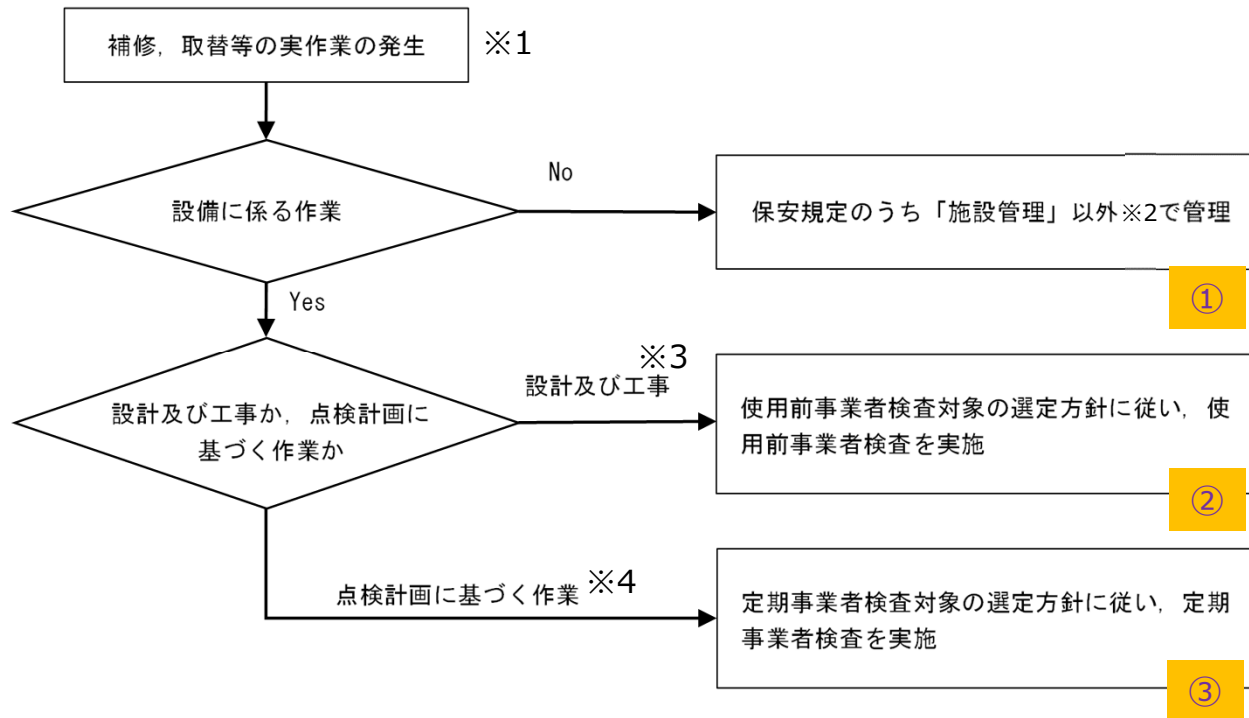 補修，取替等の実作業の発生
※1
設備に係る作業
No
保安規定のうち「施設管理」以外※2で管理
①
Yes
設計及び工事か，点検計画に
基づく作業か
※3
設計及び工事
使用前事業者検査対象の選定方針に従い，使
用前事業者検査を実施
②
点検計画に基づく作業
※4
定期事業者検査対象の選定方針に従い，定期
事業者検査を実施
③